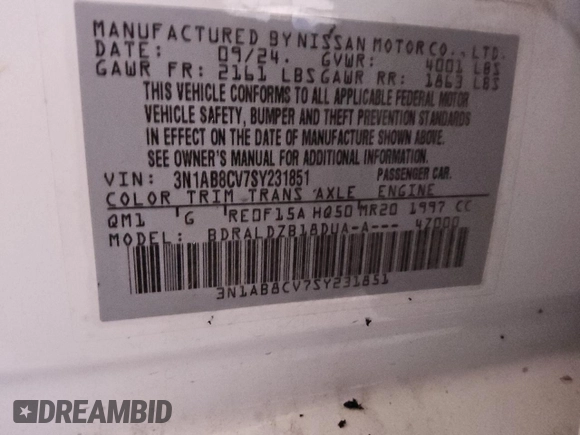 MANUFACTURED BY NISSAN MOTOR CO., LTD.
DATE: 09/24. GVWR: 4001 LBS
GAWR FR: 2161 LBS GAWR RR: 1863 LBS
THIS VEHICLE CONFORMS TO ALL APPLICABLE FEDERAL MOTOR
VEHICLE SAFETY, BUMPER AND THEFT PREVENTION STANDARDS
IN EFFECT ON THE DATE OF MANUFACTURE SHOWN ABOVE.
SEE OWNER'S MANUAL FOR ADDITIONAL INFORMATION.
VIN: 3N1AB8CV7SY231851 PASSENGER CAR.
COLOR TRIM TRANS AXLE ENGINE
QM1 G RE0F15A HQ50 MR20 1997 CC
MODEL: BDRALDZB18DUA-A--- 47000
3N1AB8CV7SY231851
DREAMBID